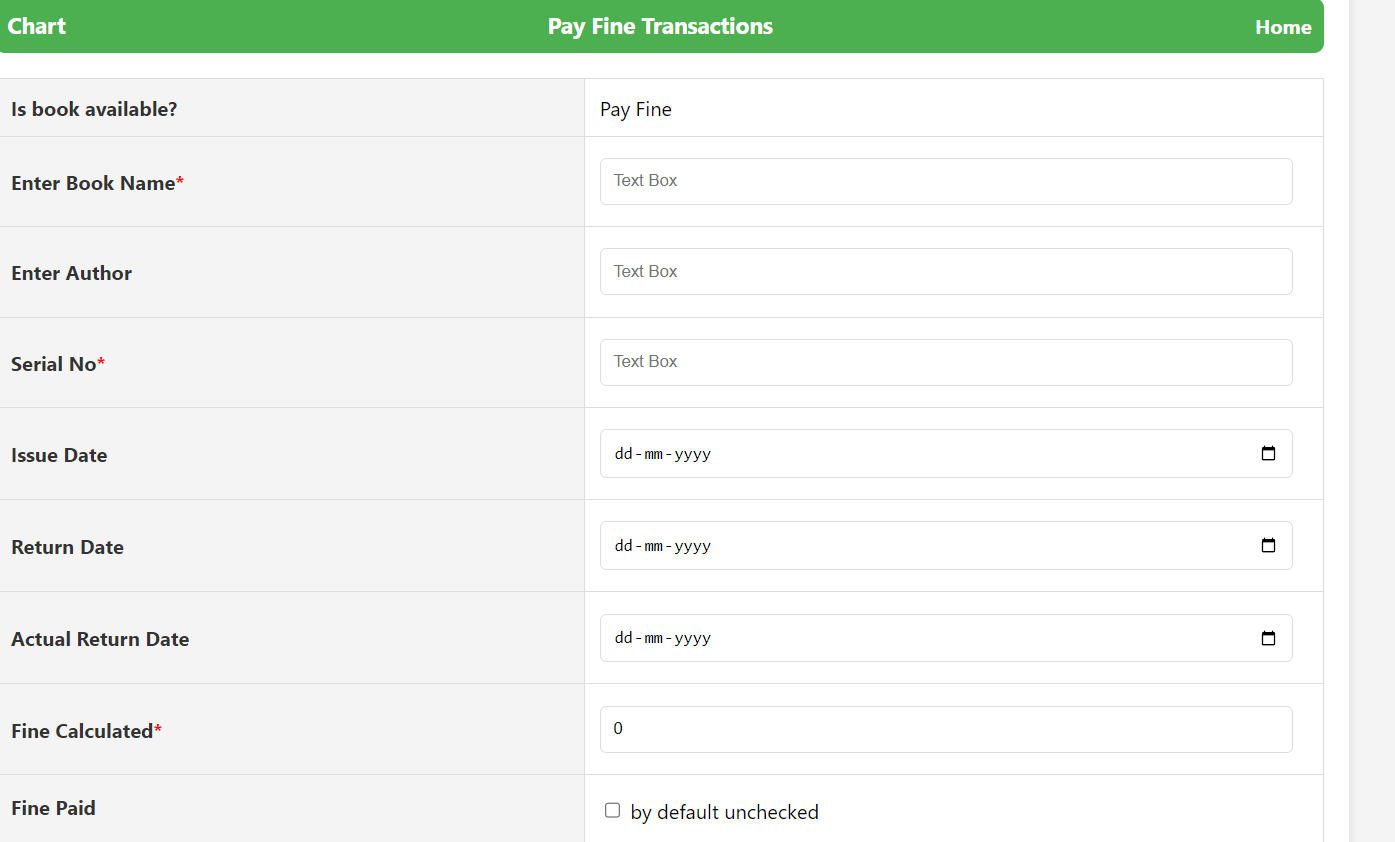 Chart Pay Fine Transactions Home
Is book available? Pay Fine
Enter Book Name* Text Box
Enter Author Text Box
Serial No* Text Box
Issue Date dd-mm-yyyy
Return Date dd-mm-yyyy
Actual Return Date dd-mm-yyyy
Fine Calculated* 0
Fine Paid by default unchecked